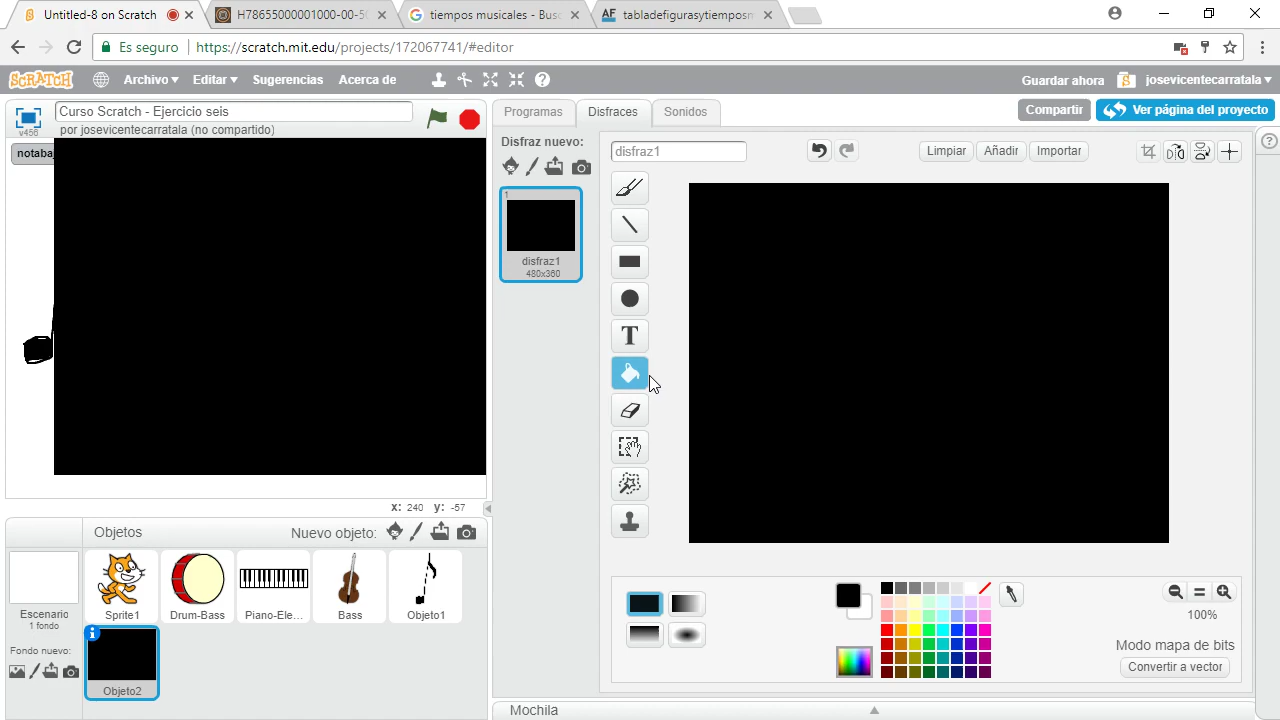 Untitled-8 on Scratch
H78655000001000-00-50
tiempos musicales - Bus
tabladefigurasytiemposm
Es seguro
https://scratch.mit.edu/projects/172067741/#editor
SCRATCH
Archivo
Editar
Sugerencias
Acerca de
Guardar ahora
josevicentecarratala
v456
Curso Scratch - Ejercicio seis
por josevicentecarratala (no compartido)
Programas
Disfraces
Sonidos
Compartir
Ver página del proyecto
notabaj
Disfraz nuevo:
disfraz1
Limpiar
Añadir
Importar
1
disfraz1
480x360
T
x: 240 y: -57
Objetos
Nuevo objeto:
Escenario
1 fondo
Sprite1
Drum-Bass
Piano-Ele...
Bass
Objeto1
Fondo nuevo:
Objeto2
100%
Modo mapa de bits
Convertir a vector
Mochila